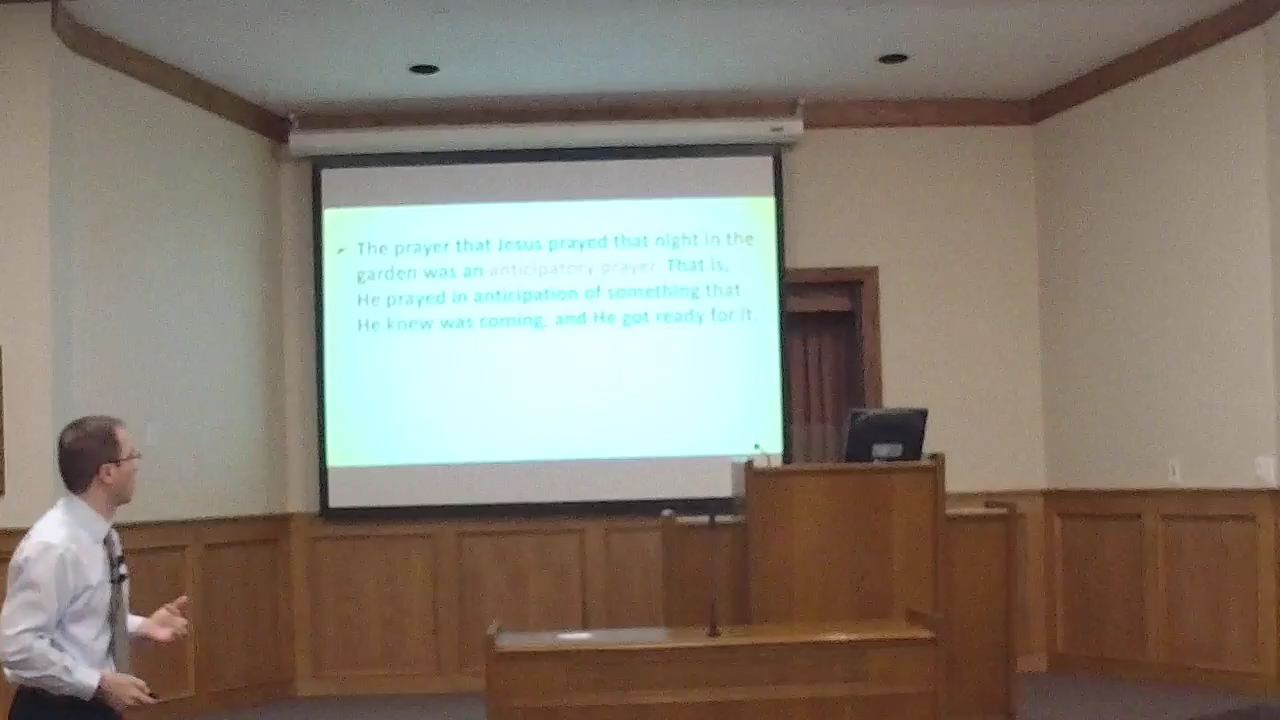 The prayer that Jesus prayed that night in the
garden was an anticipatory prayer. That is,
He prayed in anticipation of something that
He knew was coming, and He got ready for it.